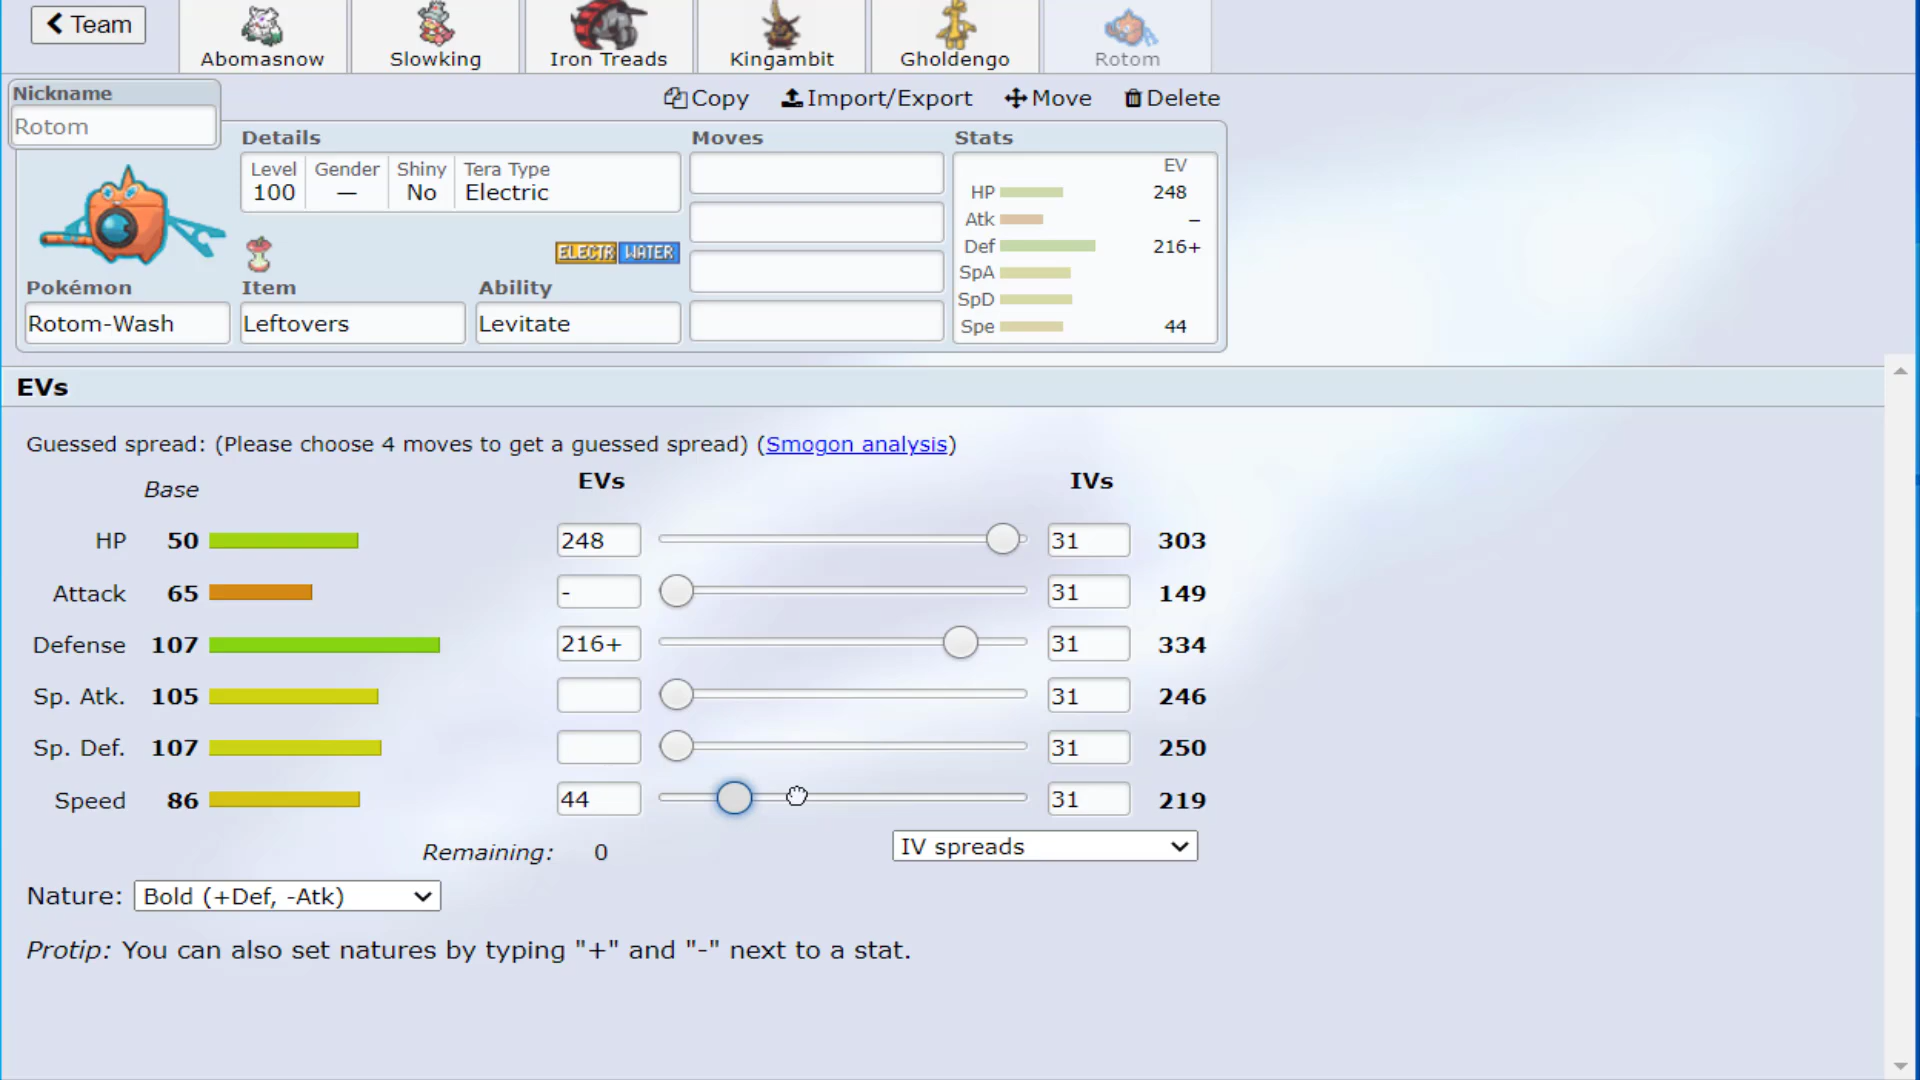 Team
Abomasnow
Slowking
Iron Treads
Kingambit
Gholdengo
Rotom
Nickname
Rotom
Copy
Import/Export
Move
Delete
Details
Moves
Stats
Level
Gender
Shiny
Tera Type
100
—
No
Electric
EV
HP 248
Atk –
Def 216+
SpA
SpD
Spe 44
ELECTR WATER
Pokémon
Item
Ability
Rotom-Wash
Leftovers
Levitate
EVs
Guessed spread: (Please choose 4 moves to get a guessed spread) (Smogon analysis)
Base EVs IVs
HP 50 248 31 303
Attack 65 - 31 149
Defense 107 216+ 31 334
Sp. Atk. 105 31 246
Sp. Def. 107 31 250
Speed 86 44 31 219
Remaining: 0
IV spreads
Nature: Bold (+Def, -Atk)
Protip: You can also set natures by typing "+" and "-" next to a stat.